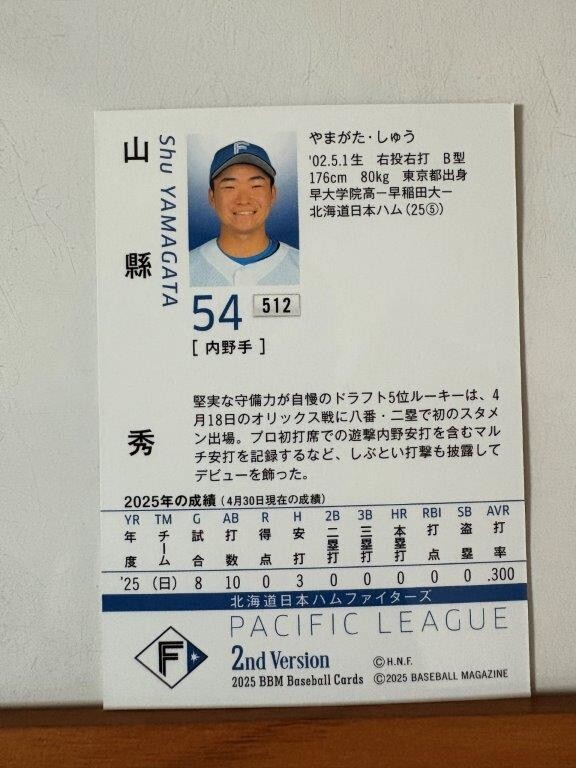 山縣 秀
Shu YAMAGATA
やまがた・しゅう
'02.5.1生 右投右打 B型
176cm 80kg 東京都出身
早大学院高ー早稲田大ー
北海道日本ハム(25⑤)
54
512
[ 内野手 ]
堅実な守備力が自慢のドラフト5位ルーキーは、4
月18日のオリックス戦に八番・二塁で初のスタメ
ン出場。プロ初打席での遊撃内野安打を含むマル
チ安打を記録するなど、しぶとい打撃も披露して
デビューを飾った。
2025年の成績(4月30日現在の成績)
YR TM G AB R H 2B 3B HR RBI SB AVR
年度 チーム 試合 打数 得点 安打 二塁打 三塁打 本塁打 打点 盗塁 打率
'25 (日) 8 10 0 3 0 0 0 0 0 .300
北海道日本ハムファイターズ
PACIFIC LEAGUE
F
2nd Version
2025 BBM Baseball Cards
©H.N.F.
©2025 BASEBALL MAGAZINE